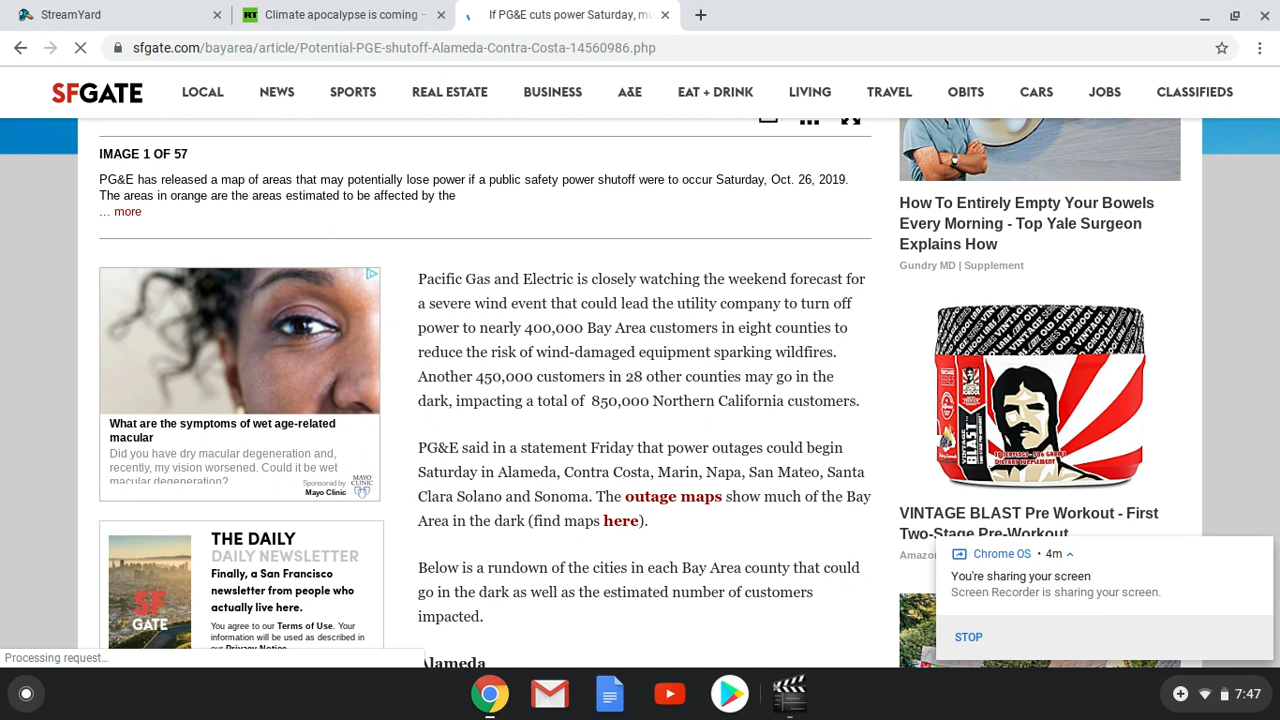 StreamYard
RT Climate apocalypse is coming –
If PG&E cuts power Saturday, mu
sfgate.com/bayarea/article/Potential-PGE-shutoff-Alameda-Contra-Costa-14560986.php
SFGATE LOCAL NEWS SPORTS REAL ESTATE BUSINESS A&E EAT + DRINK LIVING TRAVEL OBITS CARS JOBS CLASSIFIEDS
IMAGE 1 OF 57
PG&E has released a map of areas that may potentially lose power if a public safety power shutoff were to occur Saturday, Oct. 26, 2019.
The areas in orange are the areas estimated to be affected by the
... more
What are the symptoms of wet age-related
macular
Did you have dry macular degeneration and,
recently, my vision worsened. Could it be wet
macular degeneration?
Sponsored by
Mayo Clinic
MAYO
CLINIC
THE DAILY
DAILY NEWSLETTER
Finally, a San Francisco
newsletter from people who
actually live here.
You agree to our Terms of Use. Your
information will be used as described in
our Privacy Notice.
SF
GATE
Pacific Gas and Electric is closely watching the weekend forecast for
a severe wind event that could lead the utility company to turn off
power to nearly 400,000 Bay Area customers in eight counties to
reduce the risk of wind-damaged equipment sparking wildfires.
Another 450,000 customers in 28 other counties may go in the
dark, impacting a total of 850,000 Northern California customers.
PG&E said in a statement Friday that power outages could begin
Saturday in Alameda, Contra Costa, Marin, Napa, San Mateo, Santa
Clara Solano and Sonoma. The outage maps show much of the Bay
Area in the dark (find maps here).
Below is a rundown of the cities in each Bay Area county that could
go in the dark as well as the estimated number of customers
impacted.
Alameda
How To Entirely Empty Your Bowels
Every Morning - Top Yale Surgeon
Explains How
Gundry MD | Supplement
VINTAGE
BLAST
VINTAGE BLAST Pre Workout - First
Two-Stage Pre-Workout
Amazo
Chrome OS • 4m
You're sharing your screen
Screen Recorder is sharing your screen.
STOP
Processing request...
7:47